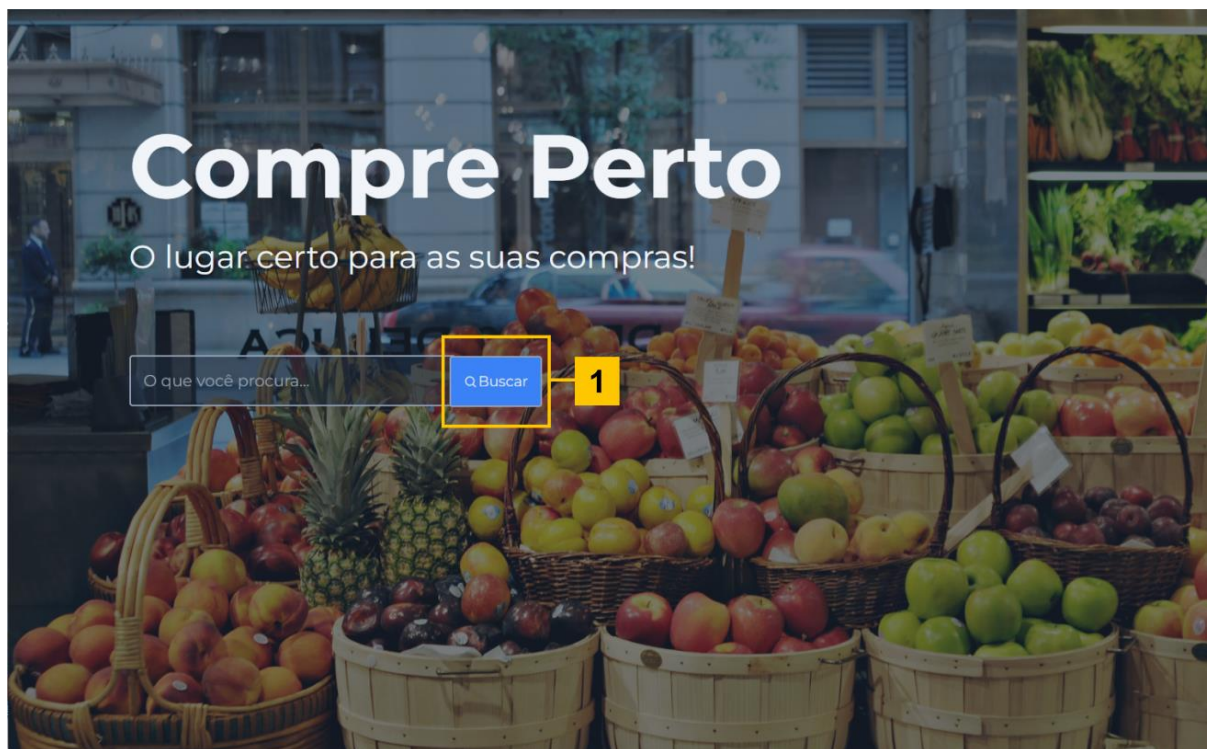 Compre Perto
O lugar certo para as suas compras!
O que você procura...
Buscar
1